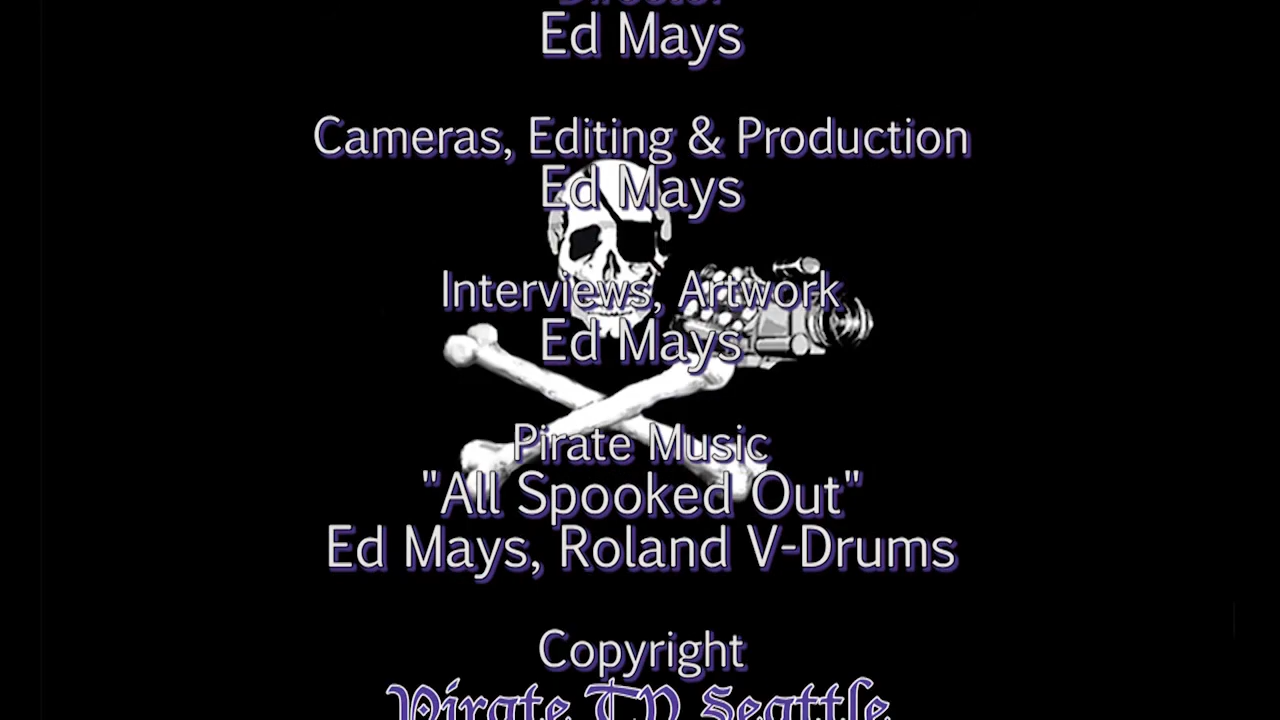 Director
Ed Mays
Cameras, Editing & Production
Ed Mays
Interviews, Artwork
Ed Mays
Pirate Music
"All Spooked Out"
Ed Mays, Roland V-Drums
Copyright
Pirate TV Seattle